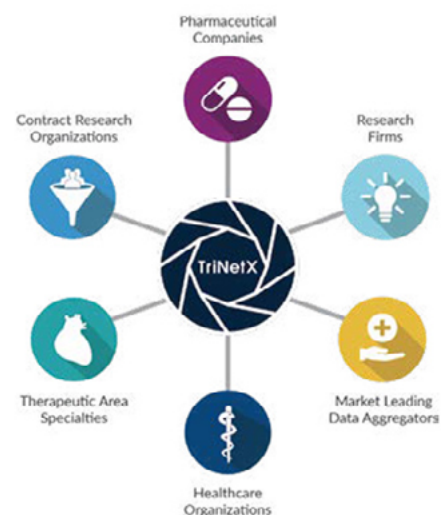 Pharmaceutical
Companies
Contract Research
Organizations
Research
Firms
TriNetX
Therapeutic Area
Specialties
Market Leading
Data Aggregators
Healthcare
Organizations